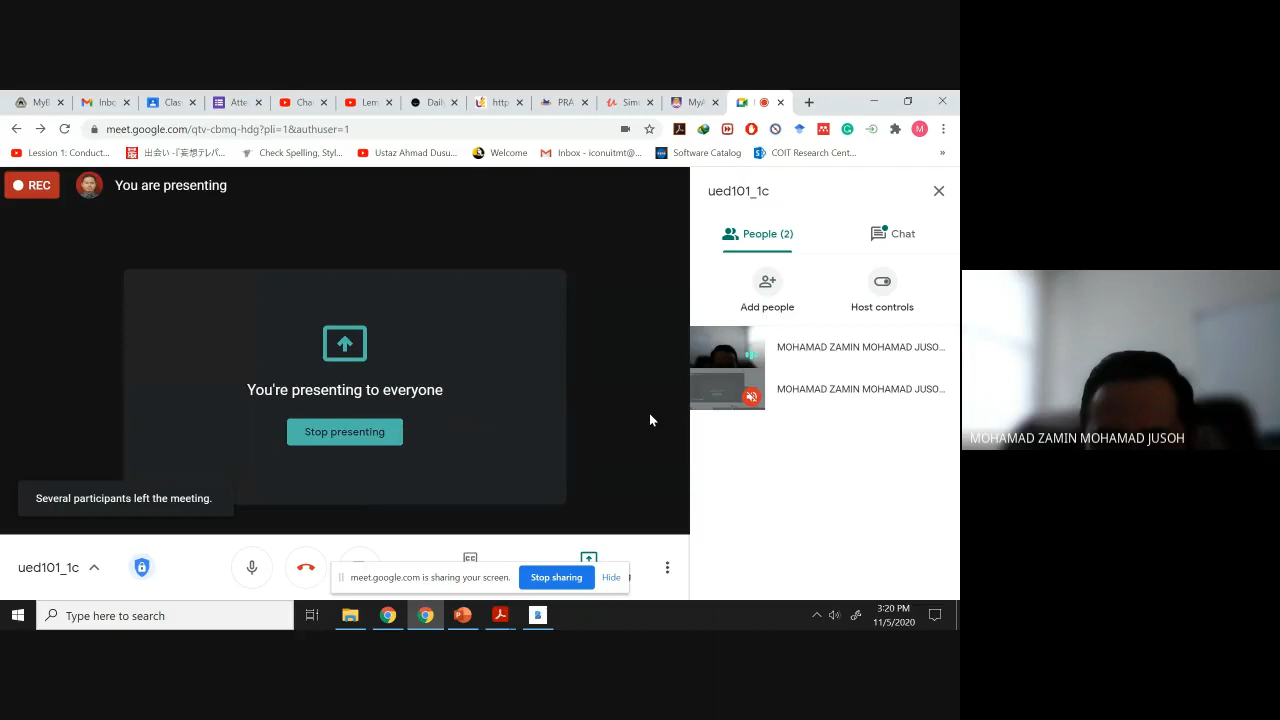 MyB
Inbo
Clas
Atte
Cha
Lem
Daily
http
PRA
Simu
MyA
meet.google.com/qtv-cbmq-hdg?pli=1&authuser=1
Lession 1: Conduct...
出会い -『妄想テレパ...
Check Spelling, Styl...
Ustaz Ahmad Dusu...
Welcome
Inbox - iconuitmt@...
Software Catalog
COIT Research Cent...
»
REC
You are presenting
ued101_1c
People (2)
Chat
Add people
Host controls
MOHAMAD ZAMIN MOHAMAD JUSO...
MOHAMAD ZAMIN MOHAMAD JUSO...
You're presenting to everyone
Stop presenting
Several participants left the meeting.
MOHAMAD ZAMIN MOHAMAD JUSOH
ued101_1c
CC
meet.google.com is sharing your screen.
Stop sharing
Hide
Type here to search
3:20 PM
11/5/2020